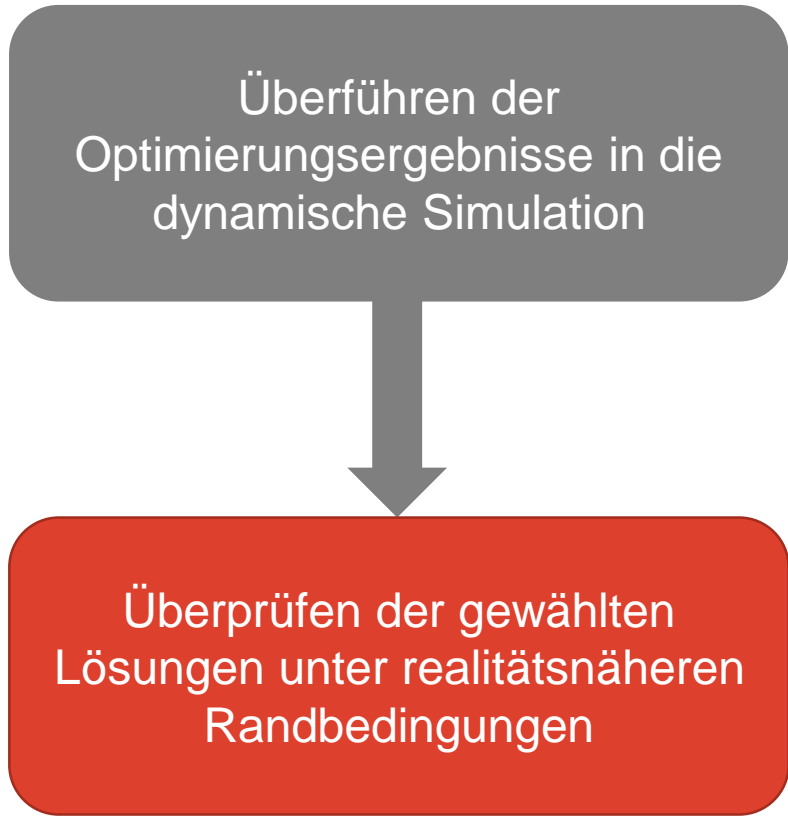 Überführen der
Optimierungsergebnisse in die
dynamische Simulation
Überprüfen der gewählten
Lösungen unter realitätsnäheren
Randbedingungen